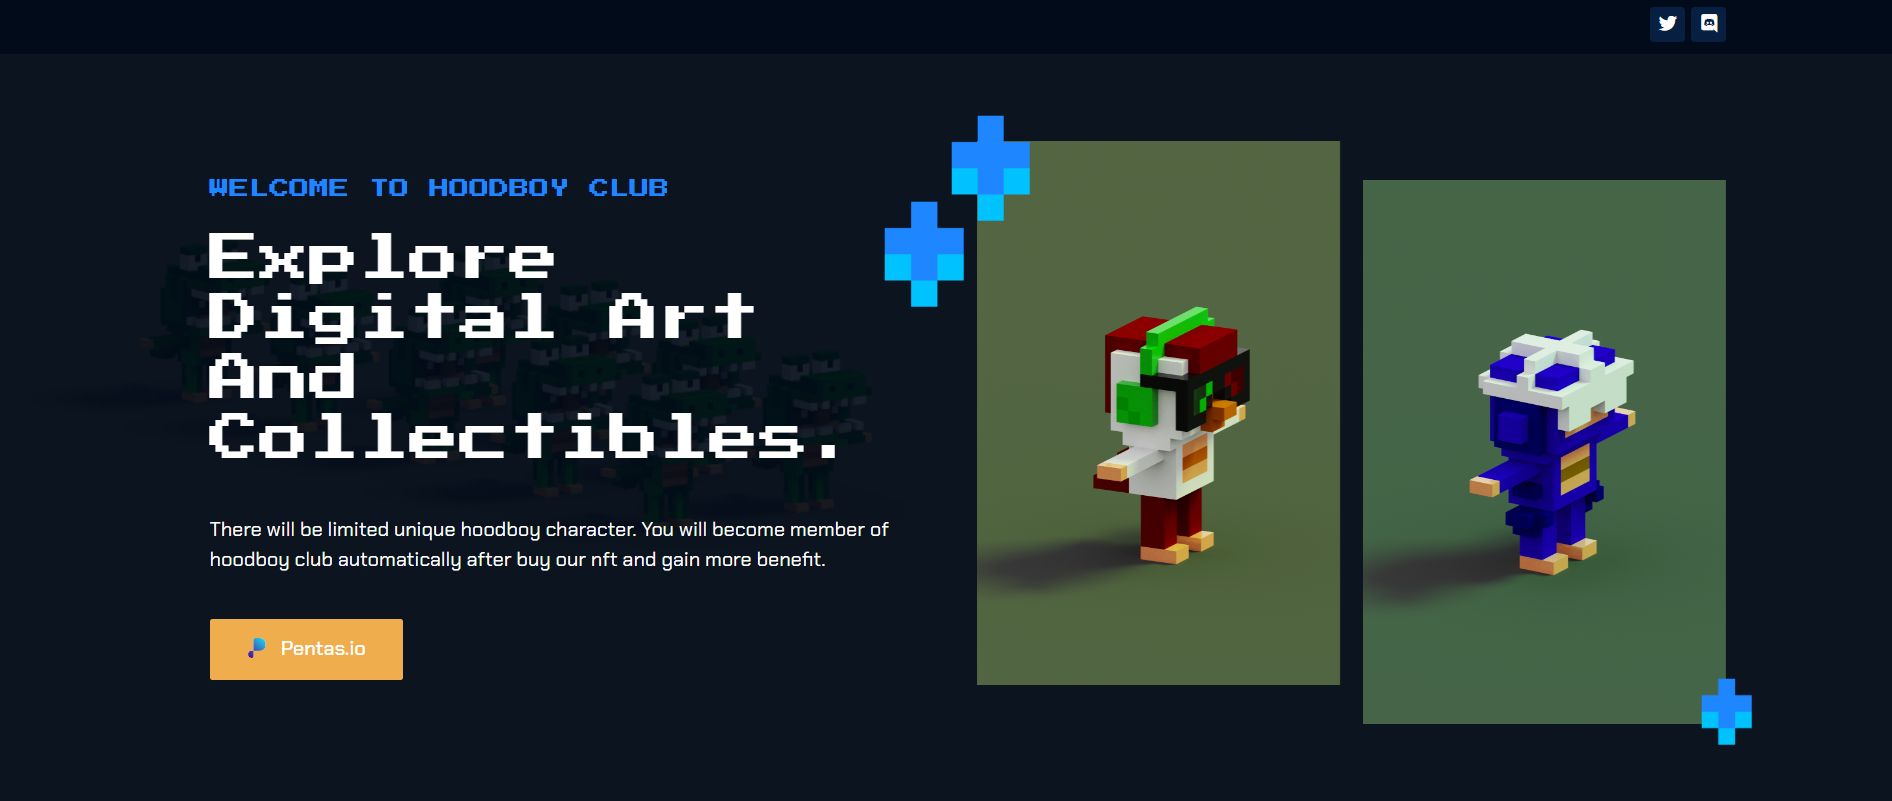 WELCOME TO HOODBOY CLUB
Explore
Digital Art
And
Collectibles.
There will be limited unique hoodboy character. You will become member of
hoodboy club automatically after buy our nft and gain more benefit.
Pentas.io